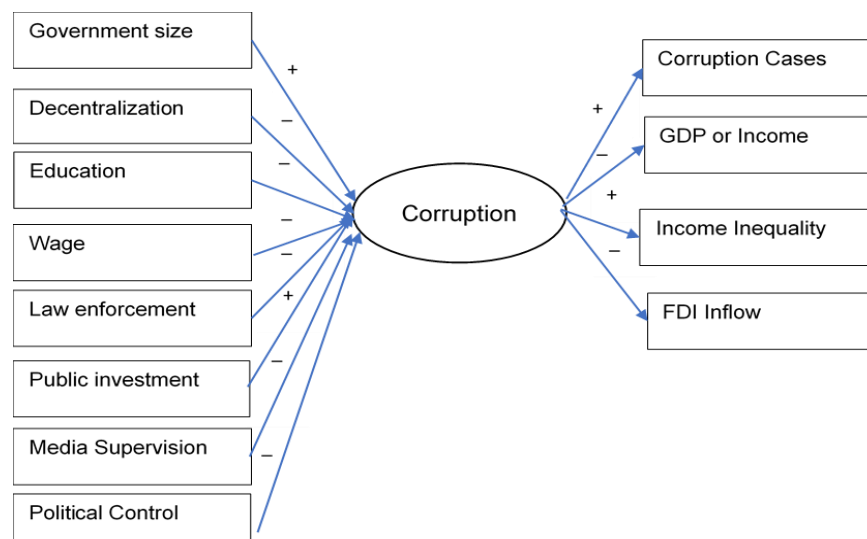 Government size
Decentralization
Education
Wage
Law enforcement
Public investment
Media Supervision
Political Control
+
–
–
–
–
+
–
–
Corruption
+
–
+
–
Corruption Cases
GDP or Income
Income Inequality
FDI Inflow